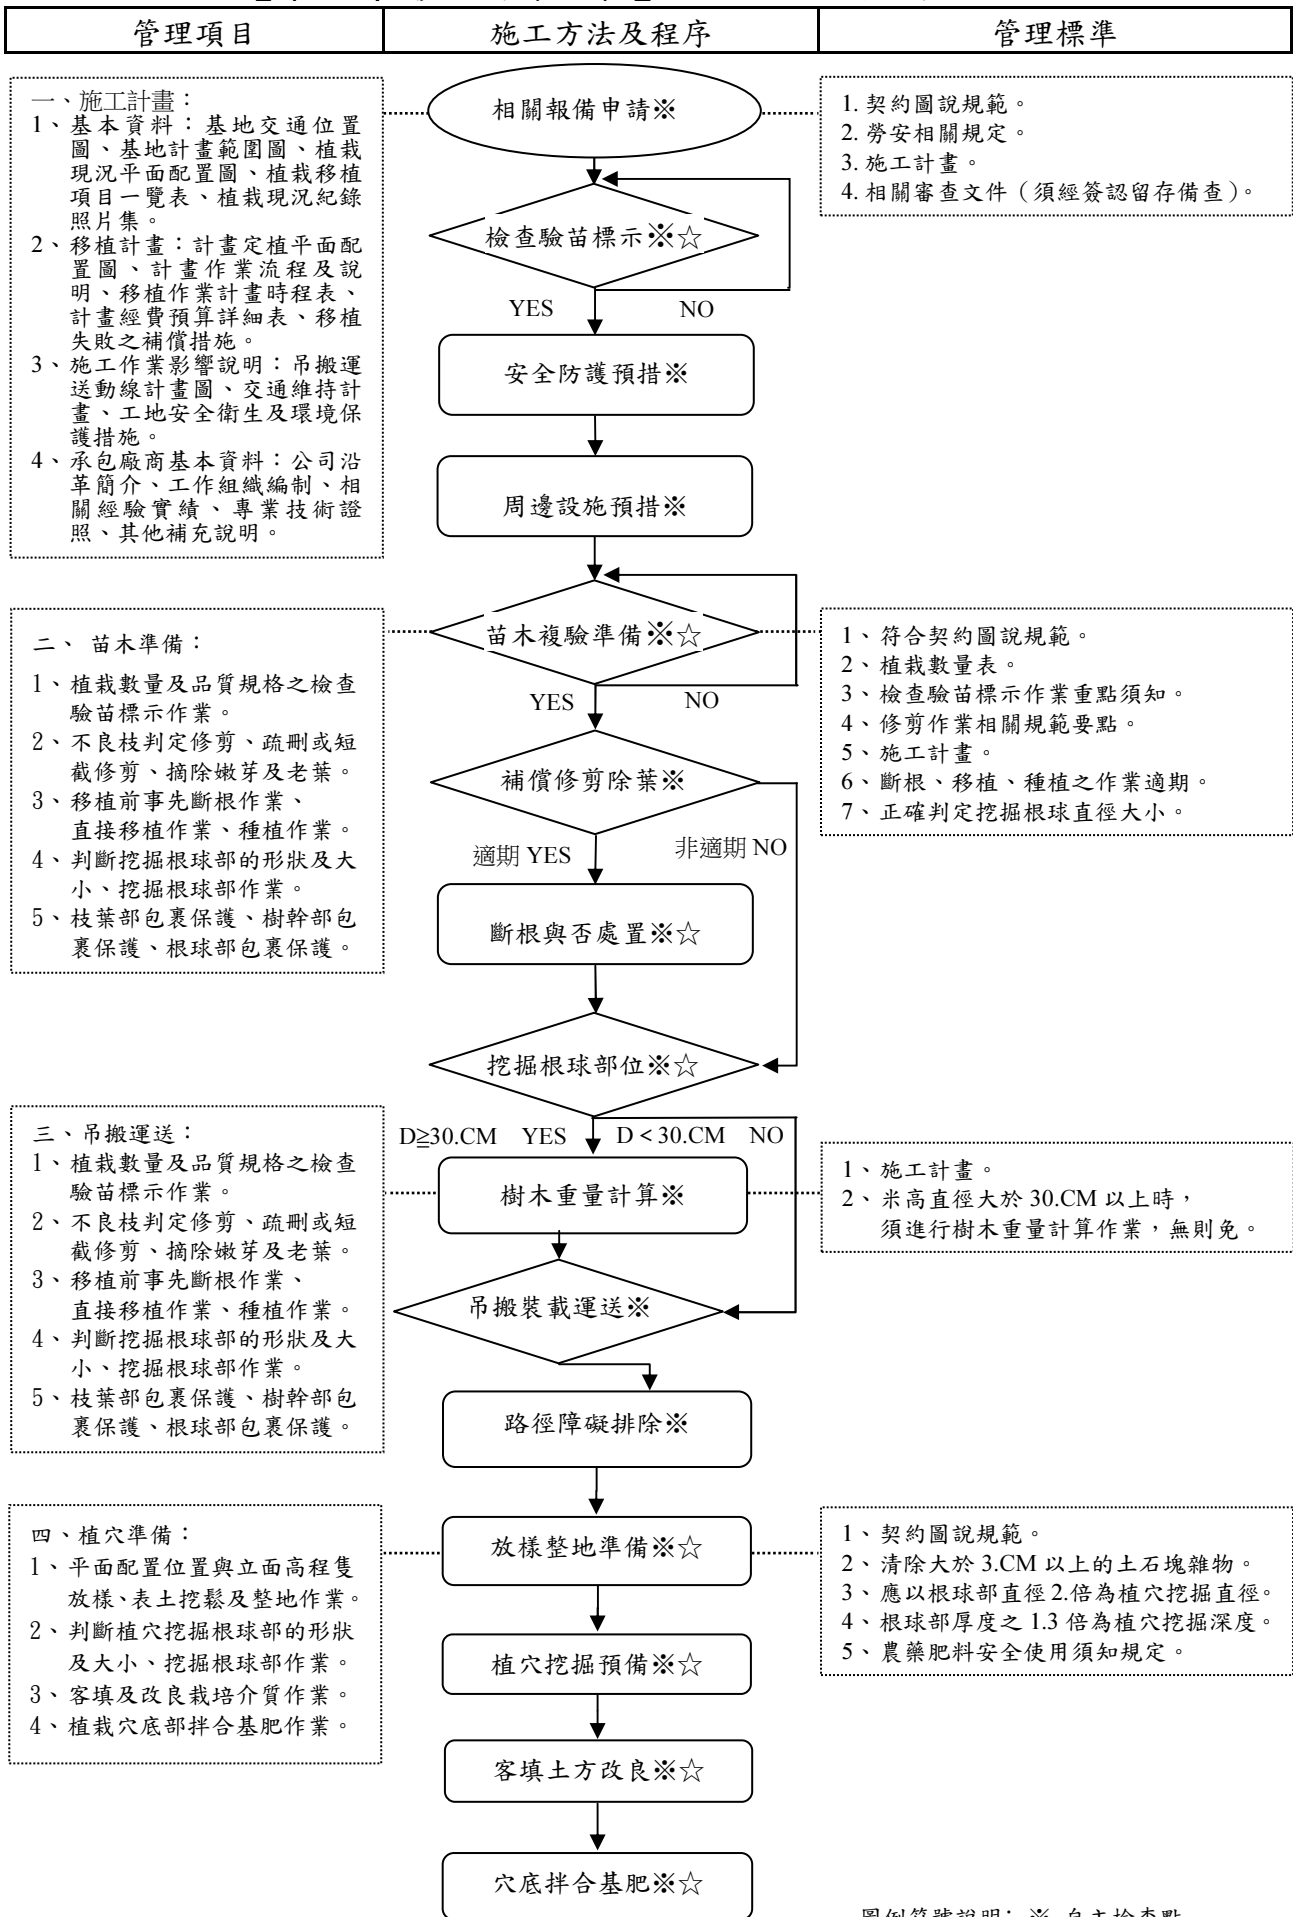 管理項目
施工方法及程序
管理標準
一、施工計畫：
1、基本資料：基地交通位置
圖、基地計畫範圍圖、植栽
現況平面配置圖、植栽移植
項目一覽表、植栽現況紀錄
照片集。
2、移植計畫：計畫定植平面配
置圖、計畫作業流程及說
明、移植作業計畫時程表、
計畫經費預算詳細表、移植
失敗之補償措施。
3、施工作業影響說明：吊搬運
送動線計畫圖、交通維持計
畫、工地安全衛生及環境保
護措施。
4、承包廠商基本資料：公司沿
革簡介、工作組織編制、相
關經驗實績、專業技術證
照、其他補充說明。
相關報備申請※
1. 契約圖說規範。
2. 勞安相關規定。
3. 施工計畫。
4. 相關審查文件（須經簽認留存備查）。
檢查驗苗標示※☆
YES
NO
安全防護預措※
周邊設施預措※
二、 苗木準備：
1、植栽數量及品質規格之檢查
驗苗標示作業。
2、不良枝判定修剪、疏刪或短
截修剪、摘除嫩芽及老葉。
3、移植前事先斷根作業、
直接移植作業、種植作業。
4、判斷挖掘根球部的形狀及大
小、挖掘根球部作業。
5、枝葉部包裹保護、樹幹部包
裹保護、根球部包裹保護。
苗木複驗準備※☆
YES
NO
1、符合契約圖說規範。
2、植栽數量表。
3、檢查驗苗標示作業重點須知。
4、修剪作業相關規範要點。
5、施工計畫。
6、斷根、移植、種植之作業適期。
7、正確判定挖掘根球直徑大小。
補償修剪除葉※
適期 YES
非適期 NO
斷根與否處置※☆
挖掘根球部位※☆
三、吊搬運送：
1、植栽數量及品質規格之檢查
驗苗標示作業。
2、不良枝判定修剪、疏刪或短
截修剪、摘除嫩芽及老葉。
3、移植前事先斷根作業、
直接移植作業、種植作業。
4、判斷挖掘根球部的形狀及大
小、挖掘根球部作業。
5、枝葉部包裹保護、樹幹部包
裹保護、根球部包裹保護。
D≧30.CM YES
D＜30.CM NO
樹木重量計算※
1、施工計畫。
2、米高直徑大於 30.CM 以上時，
須進行樹木重量計算作業，無則免。
吊搬裝載運送※
路徑障礙排除※
四、植穴準備：
1、平面配置位置與立面高程隻
放樣、表土挖鬆及整地作業。
2、判斷植穴挖掘根球部的形狀
及大小、挖掘根球部作業。
3、客填及改良栽培介質作業。
4、植栽穴底部拌合基肥作業。
放樣整地準備※☆
1、契約圖說規範。
2、清除大於 3.CM 以上的土石塊雜物。
3、應以根球部直徑 2.倍為植穴挖掘直徑。
4、根球部厚度之 1.3 倍為植穴挖掘深度。
5、農藥肥料安全使用須知規定。
植穴挖掘預備※☆
客填土方改良※☆
穴底拌合基肥※☆
圖例符號說明：※ 自主檢查點